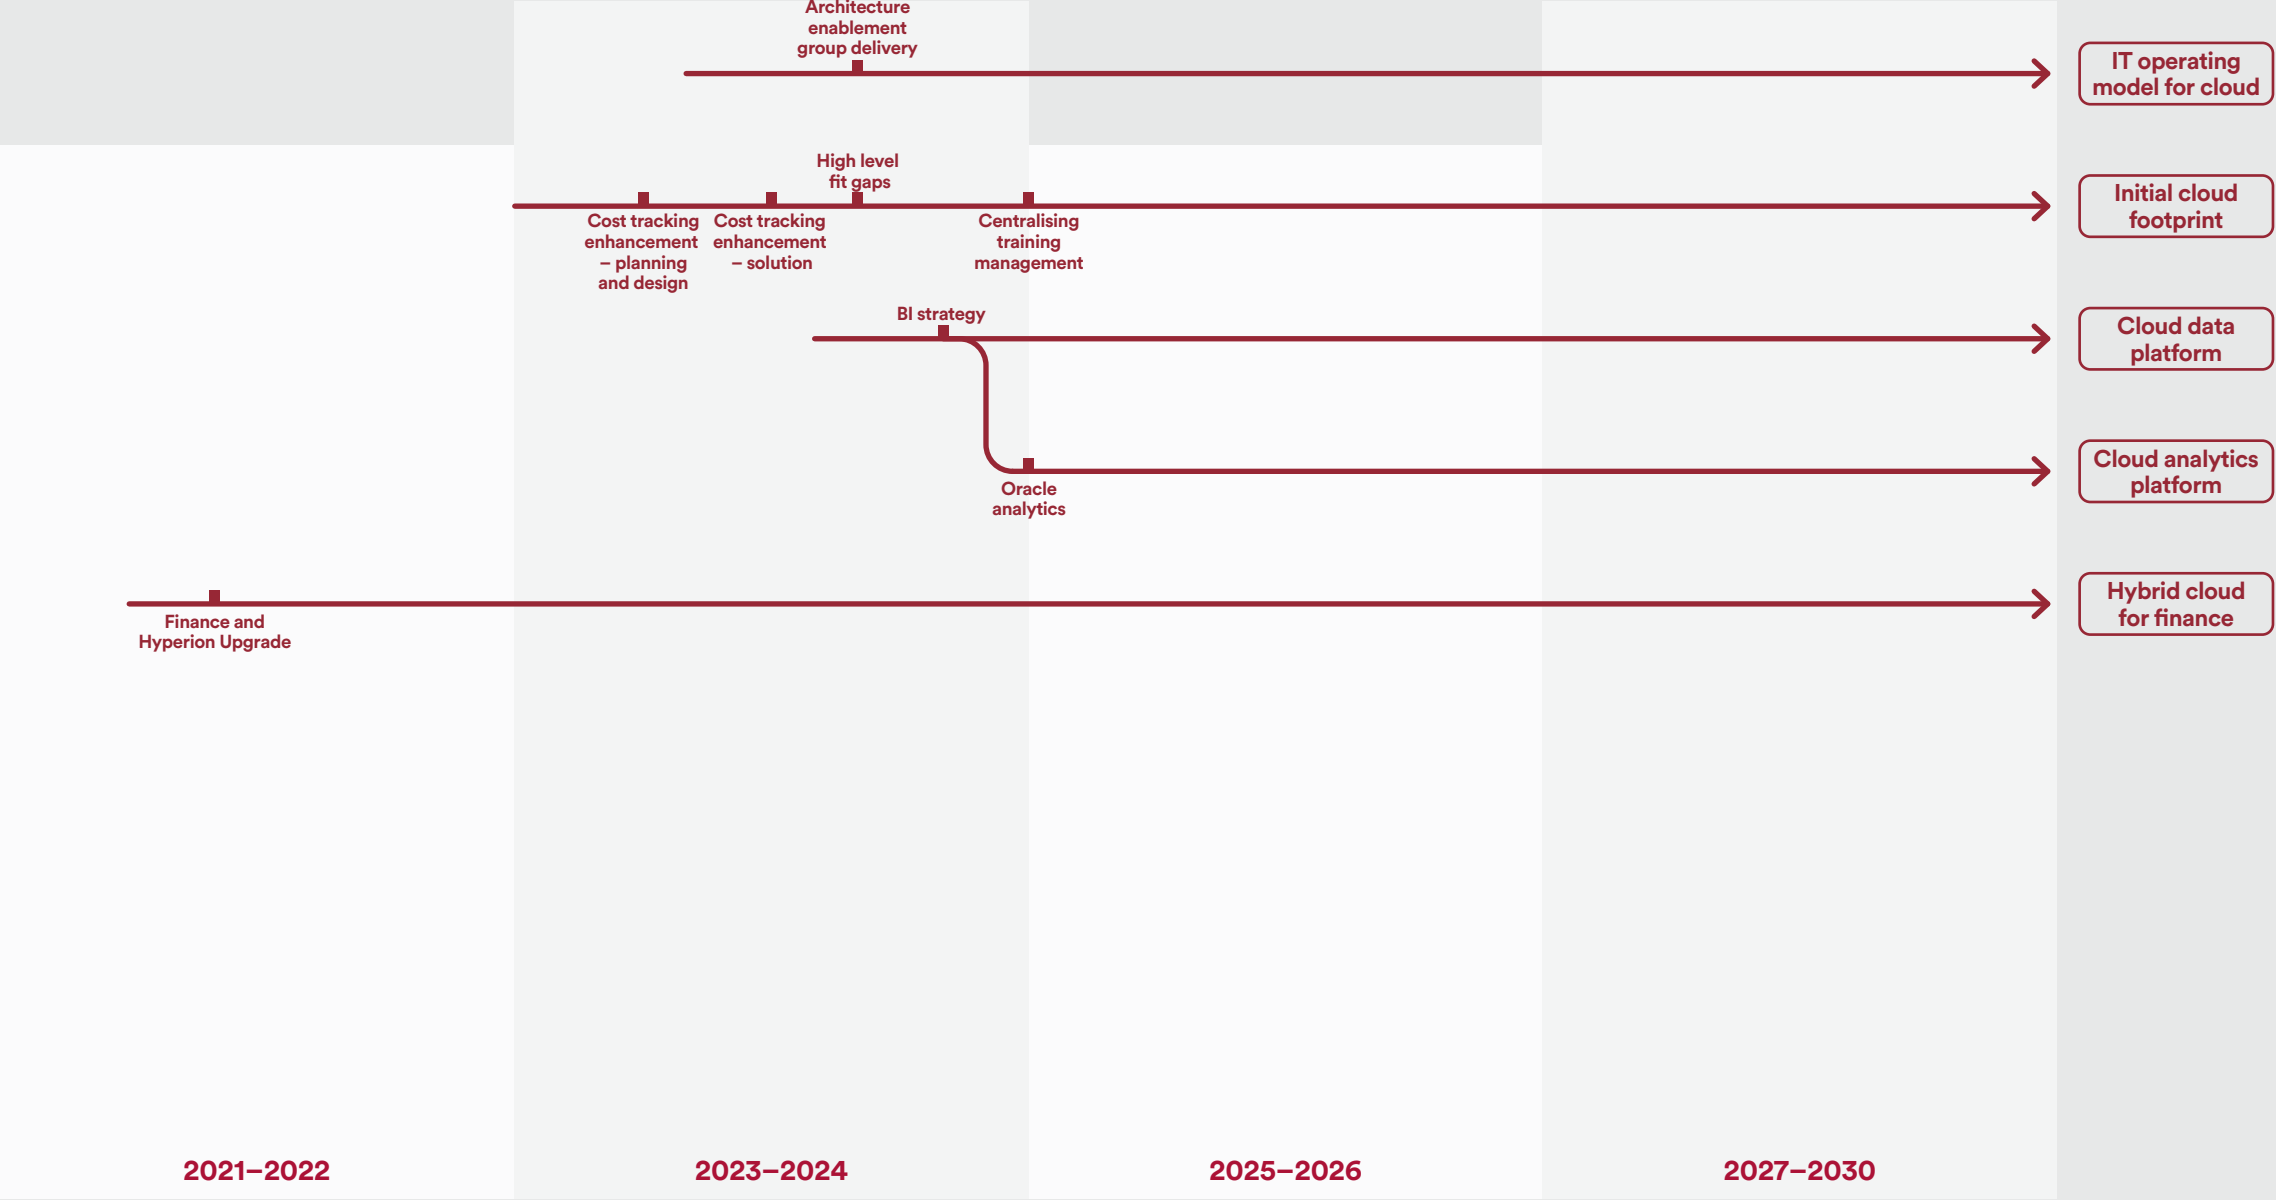 Architecture
enablement
group delivery
IT operating
model for cloud
High level
fit gaps
Cost tracking
enhancement
– planning
and design
Cost tracking
enhancement
– solution
Centralising
training
management
Initial cloud
footprint
BI strategy
Cloud data
platform
Oracle
analytics
Cloud analytics
platform
Finance and
Hyperion Upgrade
Hybrid cloud
for finance
2021–2022
2023–2024
2025–2026
2027–2030